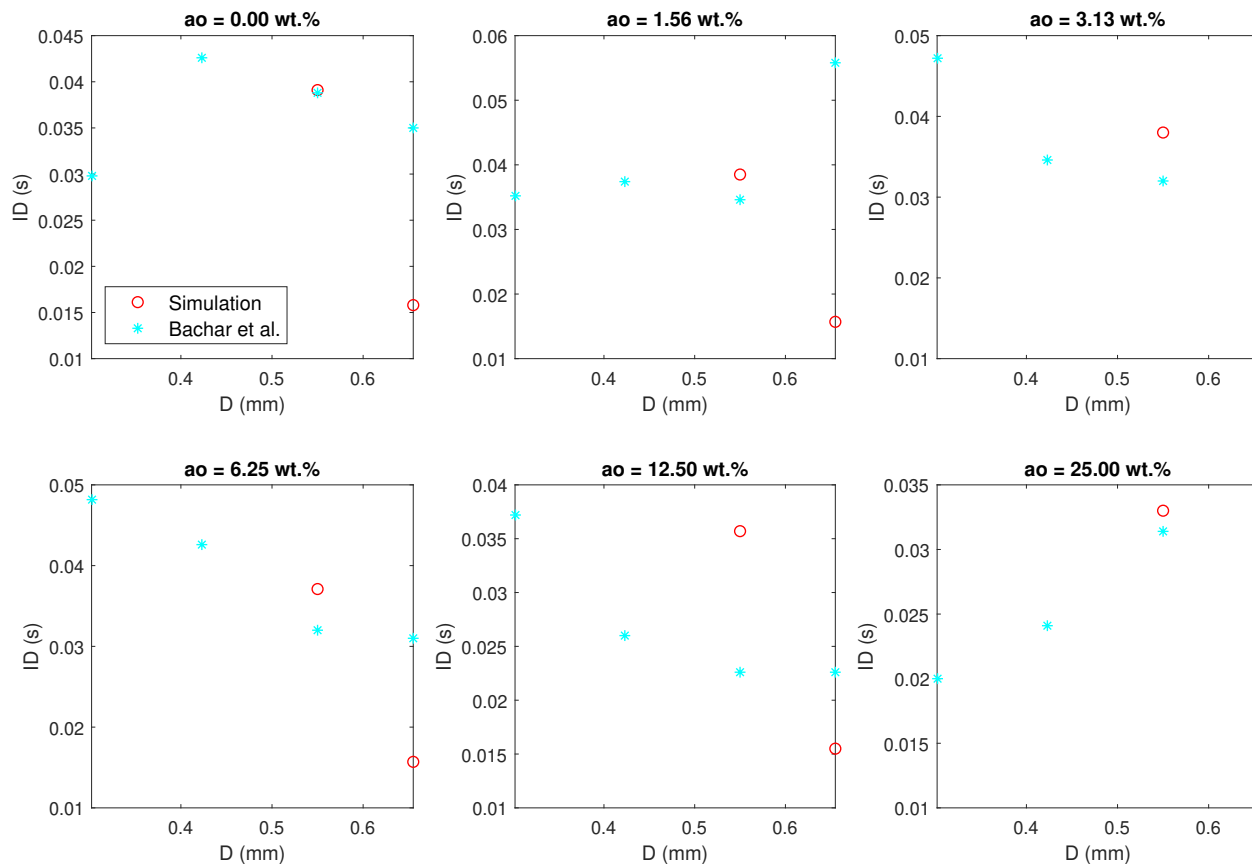 ao = 0.00 wt.%
0.045
0.04
0.035
0.03
0.025
0.02
0.015
0.01
ID (s)
Simulation
Bachar et al.
0.4
0.5
0.6
D (mm)
ao = 1.56 wt.%
0.06
0.05
0.04
0.03
0.02
0.01
ID (s)
0.4
0.5
0.6
D (mm)
ao = 3.13 wt.%
0.05
0.04
0.03
0.02
0.01
ID (s)
0.4
0.5
0.6
D (mm)
ao = 6.25 wt.%
0.05
0.04
0.03
0.02
0.01
ID (s)
0.4
0.5
0.6
D (mm)
ao = 12.50 wt.%
0.04
0.035
0.03
0.025
0.02
0.015
0.01
ID (s)
0.4
0.5
0.6
D (mm)
ao = 25.00 wt.%
0.035
0.03
0.025
0.02
0.015
0.01
ID (s)
0.4
0.5
0.6
D (mm)